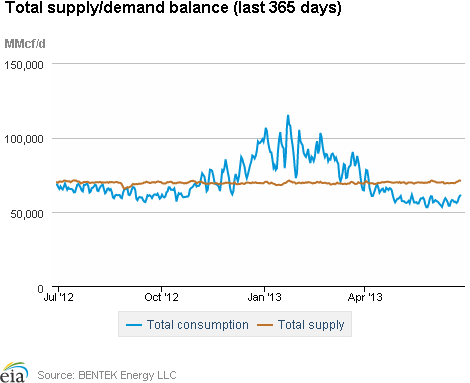 Total supply/demand balance (last 365 days)
MMcf/d
150,000
100,000
50,000
0
Jul '12 Oct '12 Jan '13 Apr '13
Total consumption Total supply
eia Source: BENTEK Energy LLC